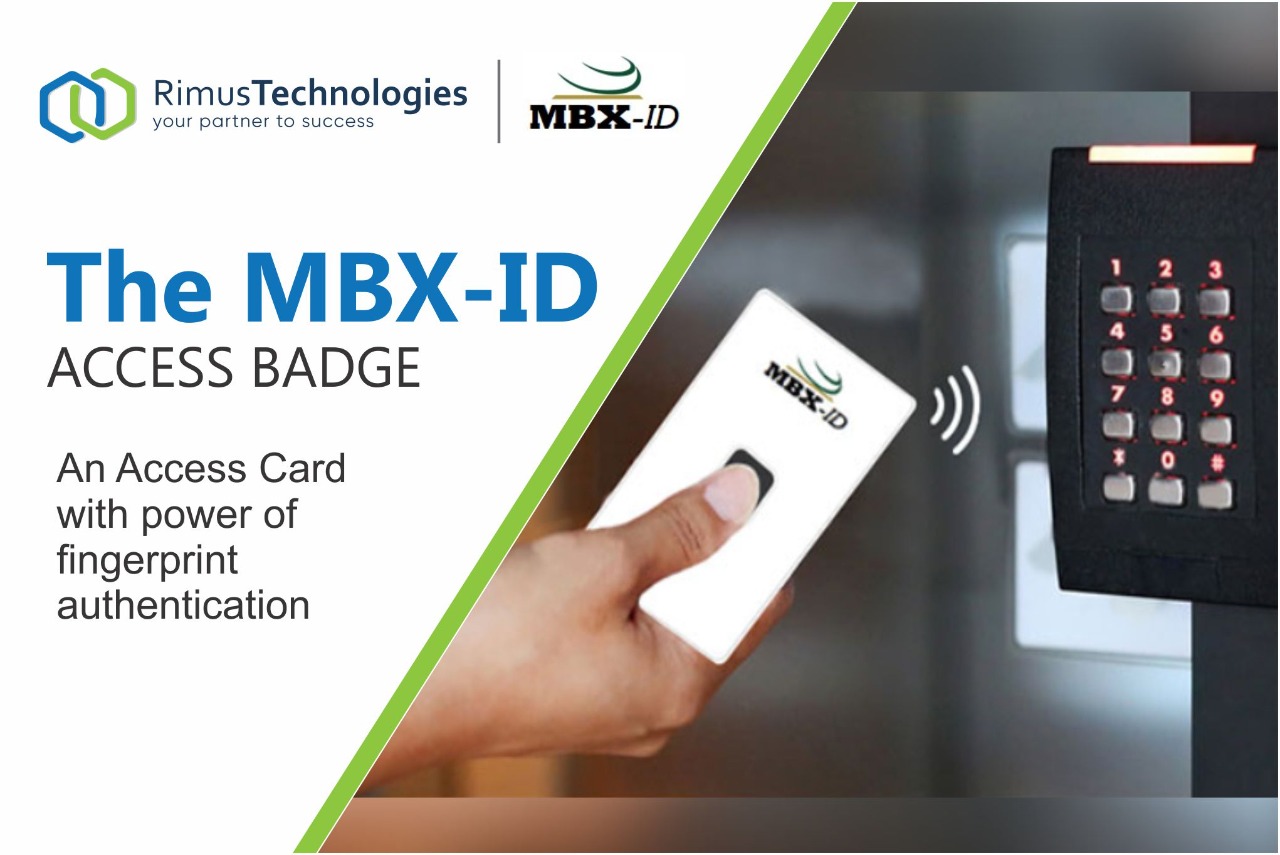 RimusTechnologies
your partner to success
MBX-ID
The MBX-ID
ACCESS BADGE
An Access Card
with power of
fingerprint
authentication
MBX-ID
1 2 3
4 5 6
7 8 9
* 0 #